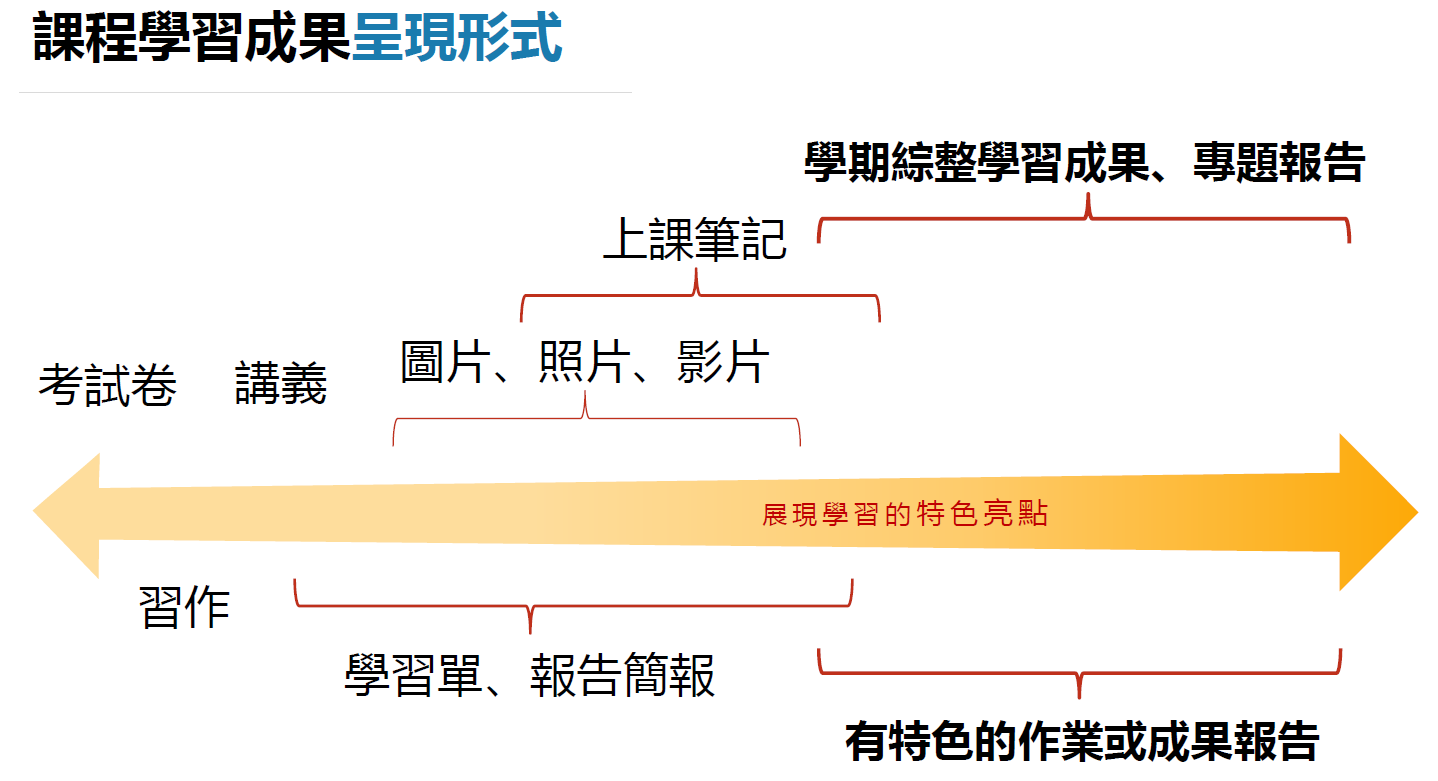 課程學習成果呈現形式
學期綜整學習成果、專題報告
上課筆記
圖片、照片、影片
考試卷
講義
展現學習的特色亮點
習作
學習單、報告簡報
有特色的作業或成果報告